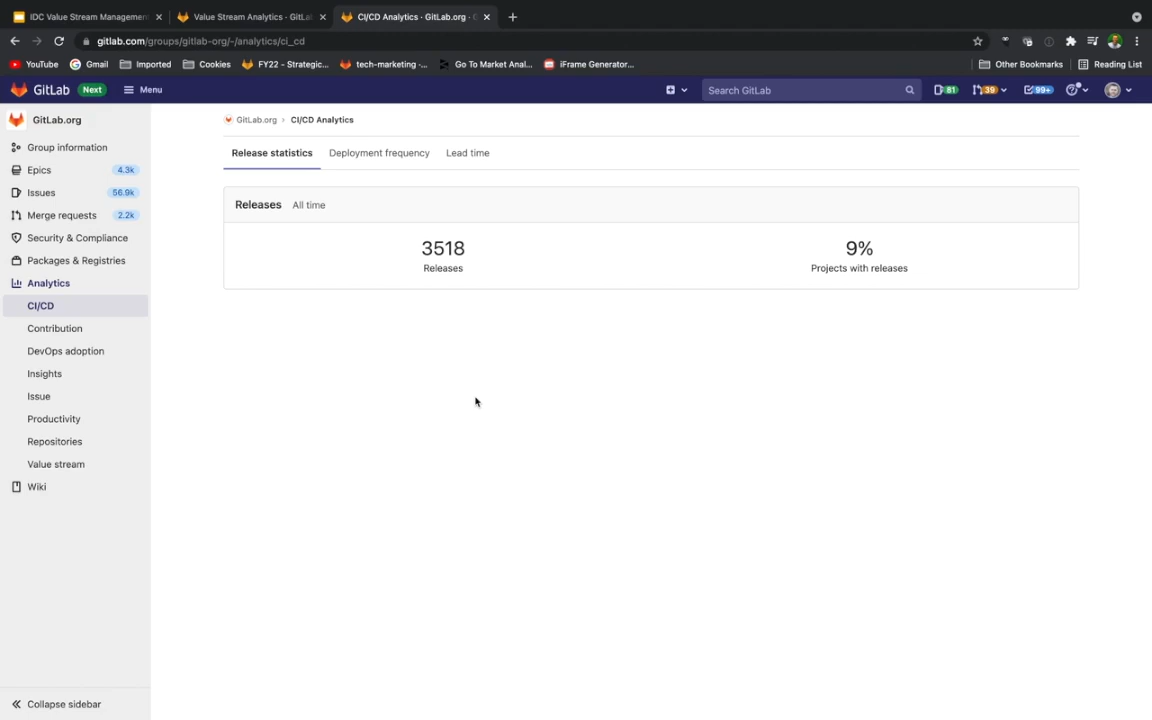 IDC Value Stream Management
Value Stream Analytics · GitLa
CI/CD Analytics · GitLab.org · G
gitlab.com/groups/gitlab-org/-/analytics/ci_cd
YouTube
Gmail
Imported
Cookies
FY22 - Strategic...
tech-marketing ·...
Go To Market Anal...
iFrame Generator...
Other Bookmarks
Reading List
GitLab
Next
Menu
Search GitLab
81
39
99+
GitLab.org
GitLab.org › CI/CD Analytics
Group information
Epics 4.3k
Issues 56.9k
Merge requests 2.2k
Security & Compliance
Packages & Registries
Analytics
CI/CD
Contribution
DevOps adoption
Insights
Issue
Productivity
Repositories
Value stream
Wiki
Collapse sidebar
Release statistics
Deployment frequency
Lead time
Releases All time
3518
Releases
9%
Projects with releases